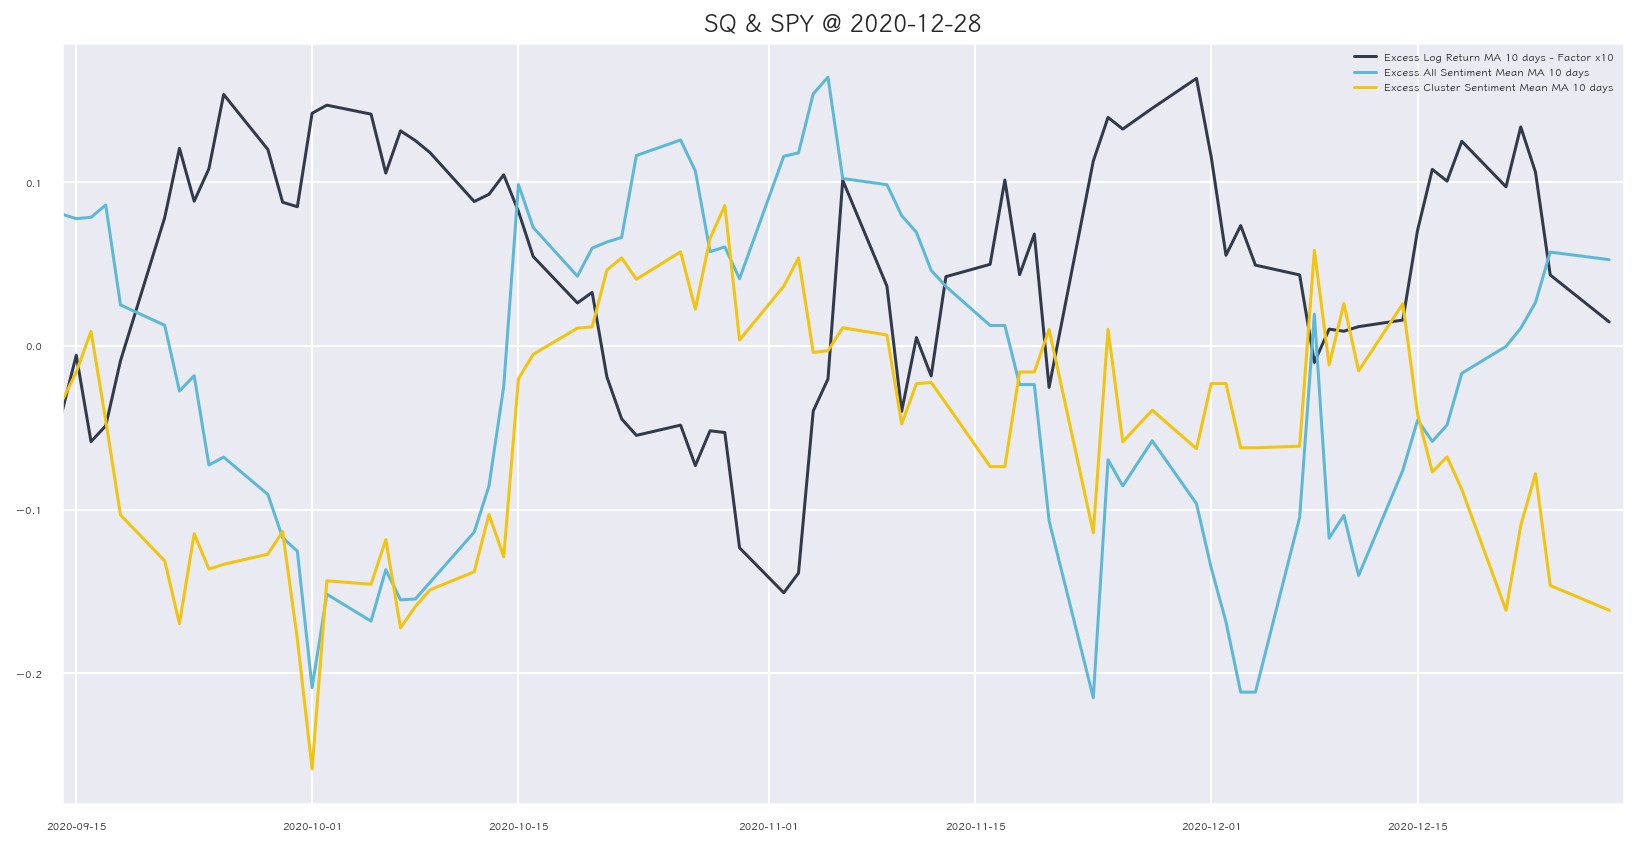 SQ & SPY @ 2020-12-28
Excess Log Return MA 10 days - Factor x10
Excess All Sentiment Mean MA 10 days
Excess Cluster Sentiment Mean MA 10 days
0.1
0.0
−0.1
−0.2
2020-09-15 2020-10-01 2020-10-15 2020-11-01 2020-11-15 2020-12-01 2020-12-15